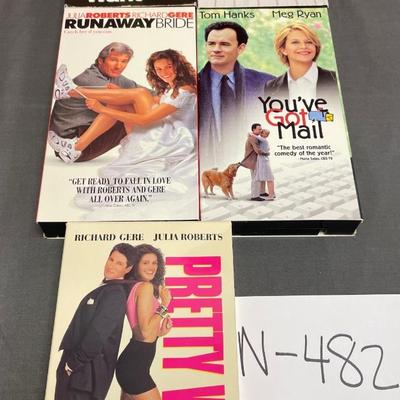 JULIA ROBERTS RICHARD GERE
RUNAWAY BRIDE
Catch her if you can.
"GET READY TO FALL IN LOVE
WITH ROBERTS AND GERE
ALL OVER AGAIN."
Tom Hanks Meg Ryan
You've
Got
Mail
"The best romantic
comedy of the year!"
RICHARD GERE JULIA ROBERTS
PRETTY
N-482